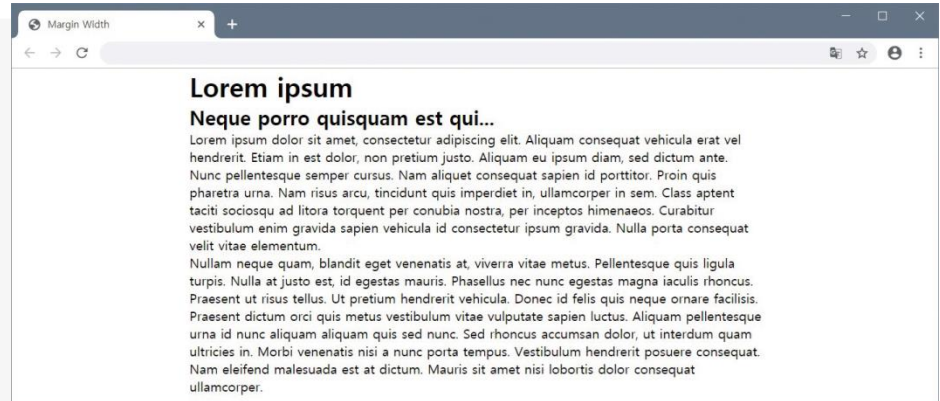 Margin Width
Lorem ipsum
Neque porro quisquam est qui...
Lorem ipsum dolor sit amet, consectetur adipiscing elit. Aliquam consequat vehicula erat vel
hendrerit. Etiam in est dolor, non pretium justo. Aliquam eu ipsum diam, sed dictum ante.
Nunc pellentesque semper cursus. Nam aliquet consequat sapien id porttitor. Proin quis
pharetra urna. Nam risus arcu, tincidunt quis imperdiet in, ullamcorper in sem. Class aptent
taciti sociosqu ad litora torquent per conubia nostra, per inceptos himenaeos. Curabitur
vestibulum enim gravida sapien vehicula id consectetur ipsum gravida. Nulla porta consequat
velit vitae elementum.
Nullam neque quam, blandit eget venenatis at, viverra vitae metus. Pellentesque quis ligula
turpis. Nulla at justo est, id egestas mauris. Phasellus nec nunc egestas magna iaculis rhoncus.
Praesent ut risus tellus. Ut pretium hendrerit vehicula. Donec id felis quis neque ornare facilisis.
Praesent dictum orci quis metus vestibulum vitae vulputate sapien luctus. Aliquam pellentesque
urna id nunc aliquam aliquam quis sed nunc. Sed rhoncus accumsan dolor, ut interdum quam
ultricies in. Morbi venenatis nisi a nunc porta tempus. Vestibulum hendrerit posuere consequat.
Nam eleifend malesuada est at dictum. Mauris sit amet nisi lobortis dolor consequat
ullamcorper.